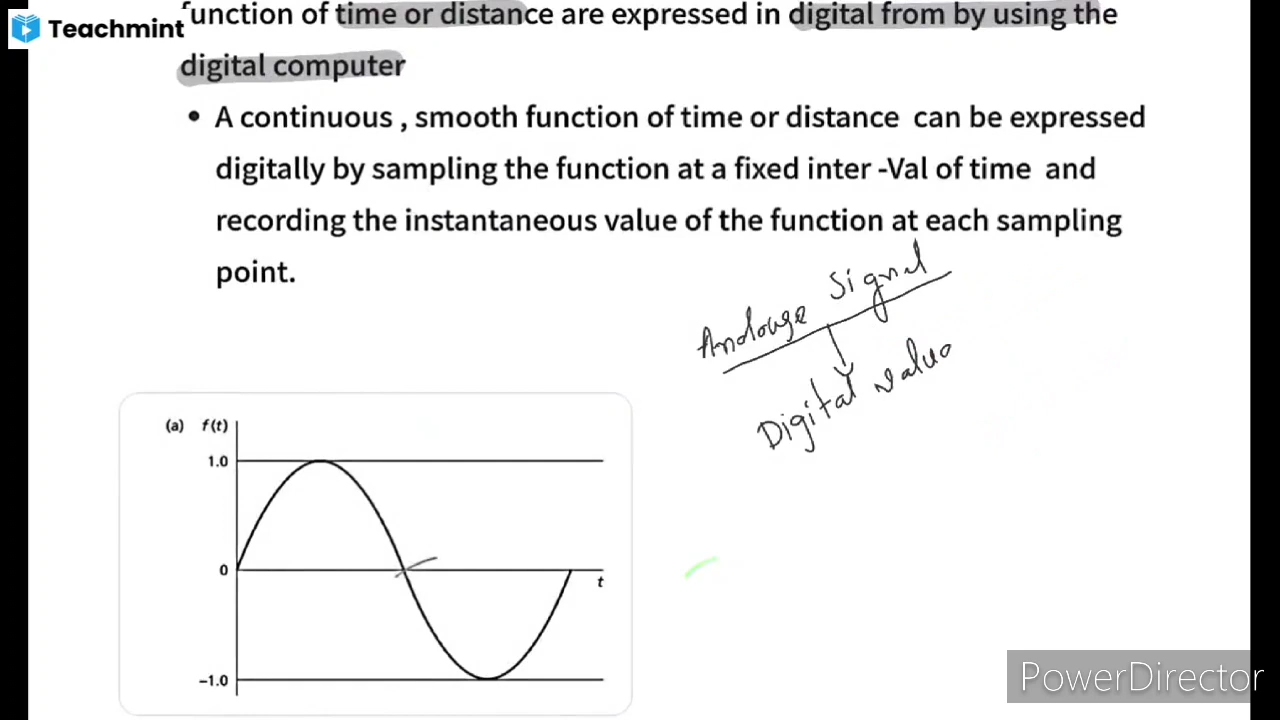 function of time or distance are expressed in digital from by using the
Teachmint
digital computer
• A continuous , smooth function of time or distance can be expressed
digitally by sampling the function at a fixed inter -Val of time and
recording the instantaneous value of the function at each sampling
point.
Analouge Signal
Digital value
(a) f(t)
1.0
0
t
−1.0
PowerDirector